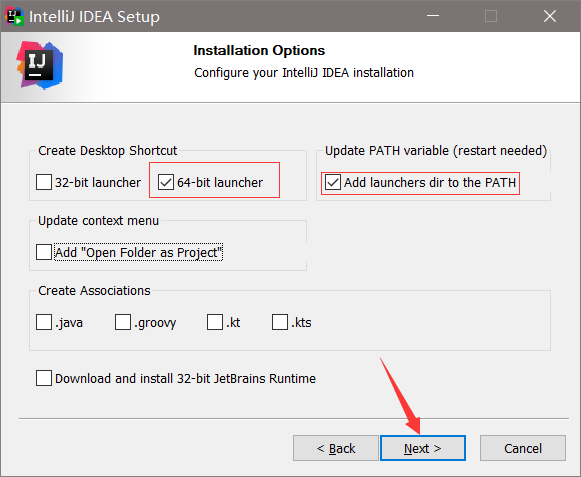 IntelliJ IDEA Setup
IJ
Installation Options
Configure your IntelliJ IDEA installation
Create Desktop Shortcut
32-bit launcher 64-bit launcher
Update PATH variable (restart needed)
Add launchers dir to the PATH
Update context menu
Add "Open Folder as Project"
Create Associations
.java .groovy .kt .kts
Download and install 32-bit JetBrains Runtime
< Back Next > Cancel